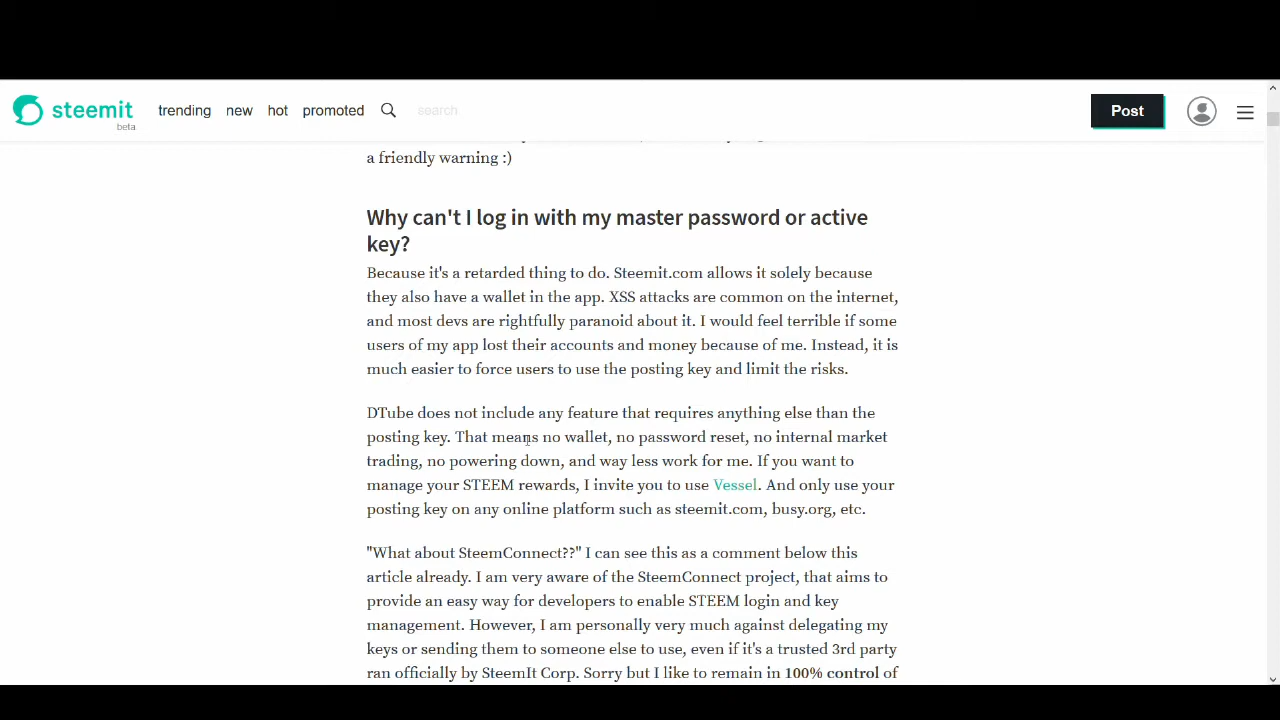 steemit
beta
trending new hot promoted search
Post
a friendly warning :)
Why can't I log in with my master password or active
key?
Because it's a retarded thing to do. Steemit.com allows it solely because
they also have a wallet in the app. XSS attacks are common on the internet,
and most devs are rightfully paranoid about it. I would feel terrible if some
users of my app lost their accounts and money because of me. Instead, it is
much easier to force users to use the posting key and limit the risks.
DTube does not include any feature that requires anything else than the
posting key. That means no wallet, no password reset, no internal market
trading, no powering down, and way less work for me. If you want to
manage your STEEM rewards, I invite you to use Vessel. And only use your
posting key on any online platform such as steemit.com, busy.org, etc.
"What about SteemConnect??" I can see this as a comment below this
article already. I am very aware of the SteemConnect project, that aims to
provide an easy way for developers to enable STEEM login and key
management. However, I am personally very much against delegating my
keys or sending them to someone else to use, even if it's a trusted 3rd party
ran officially by SteemIt Corp. Sorry but I like to remain in 100% control of